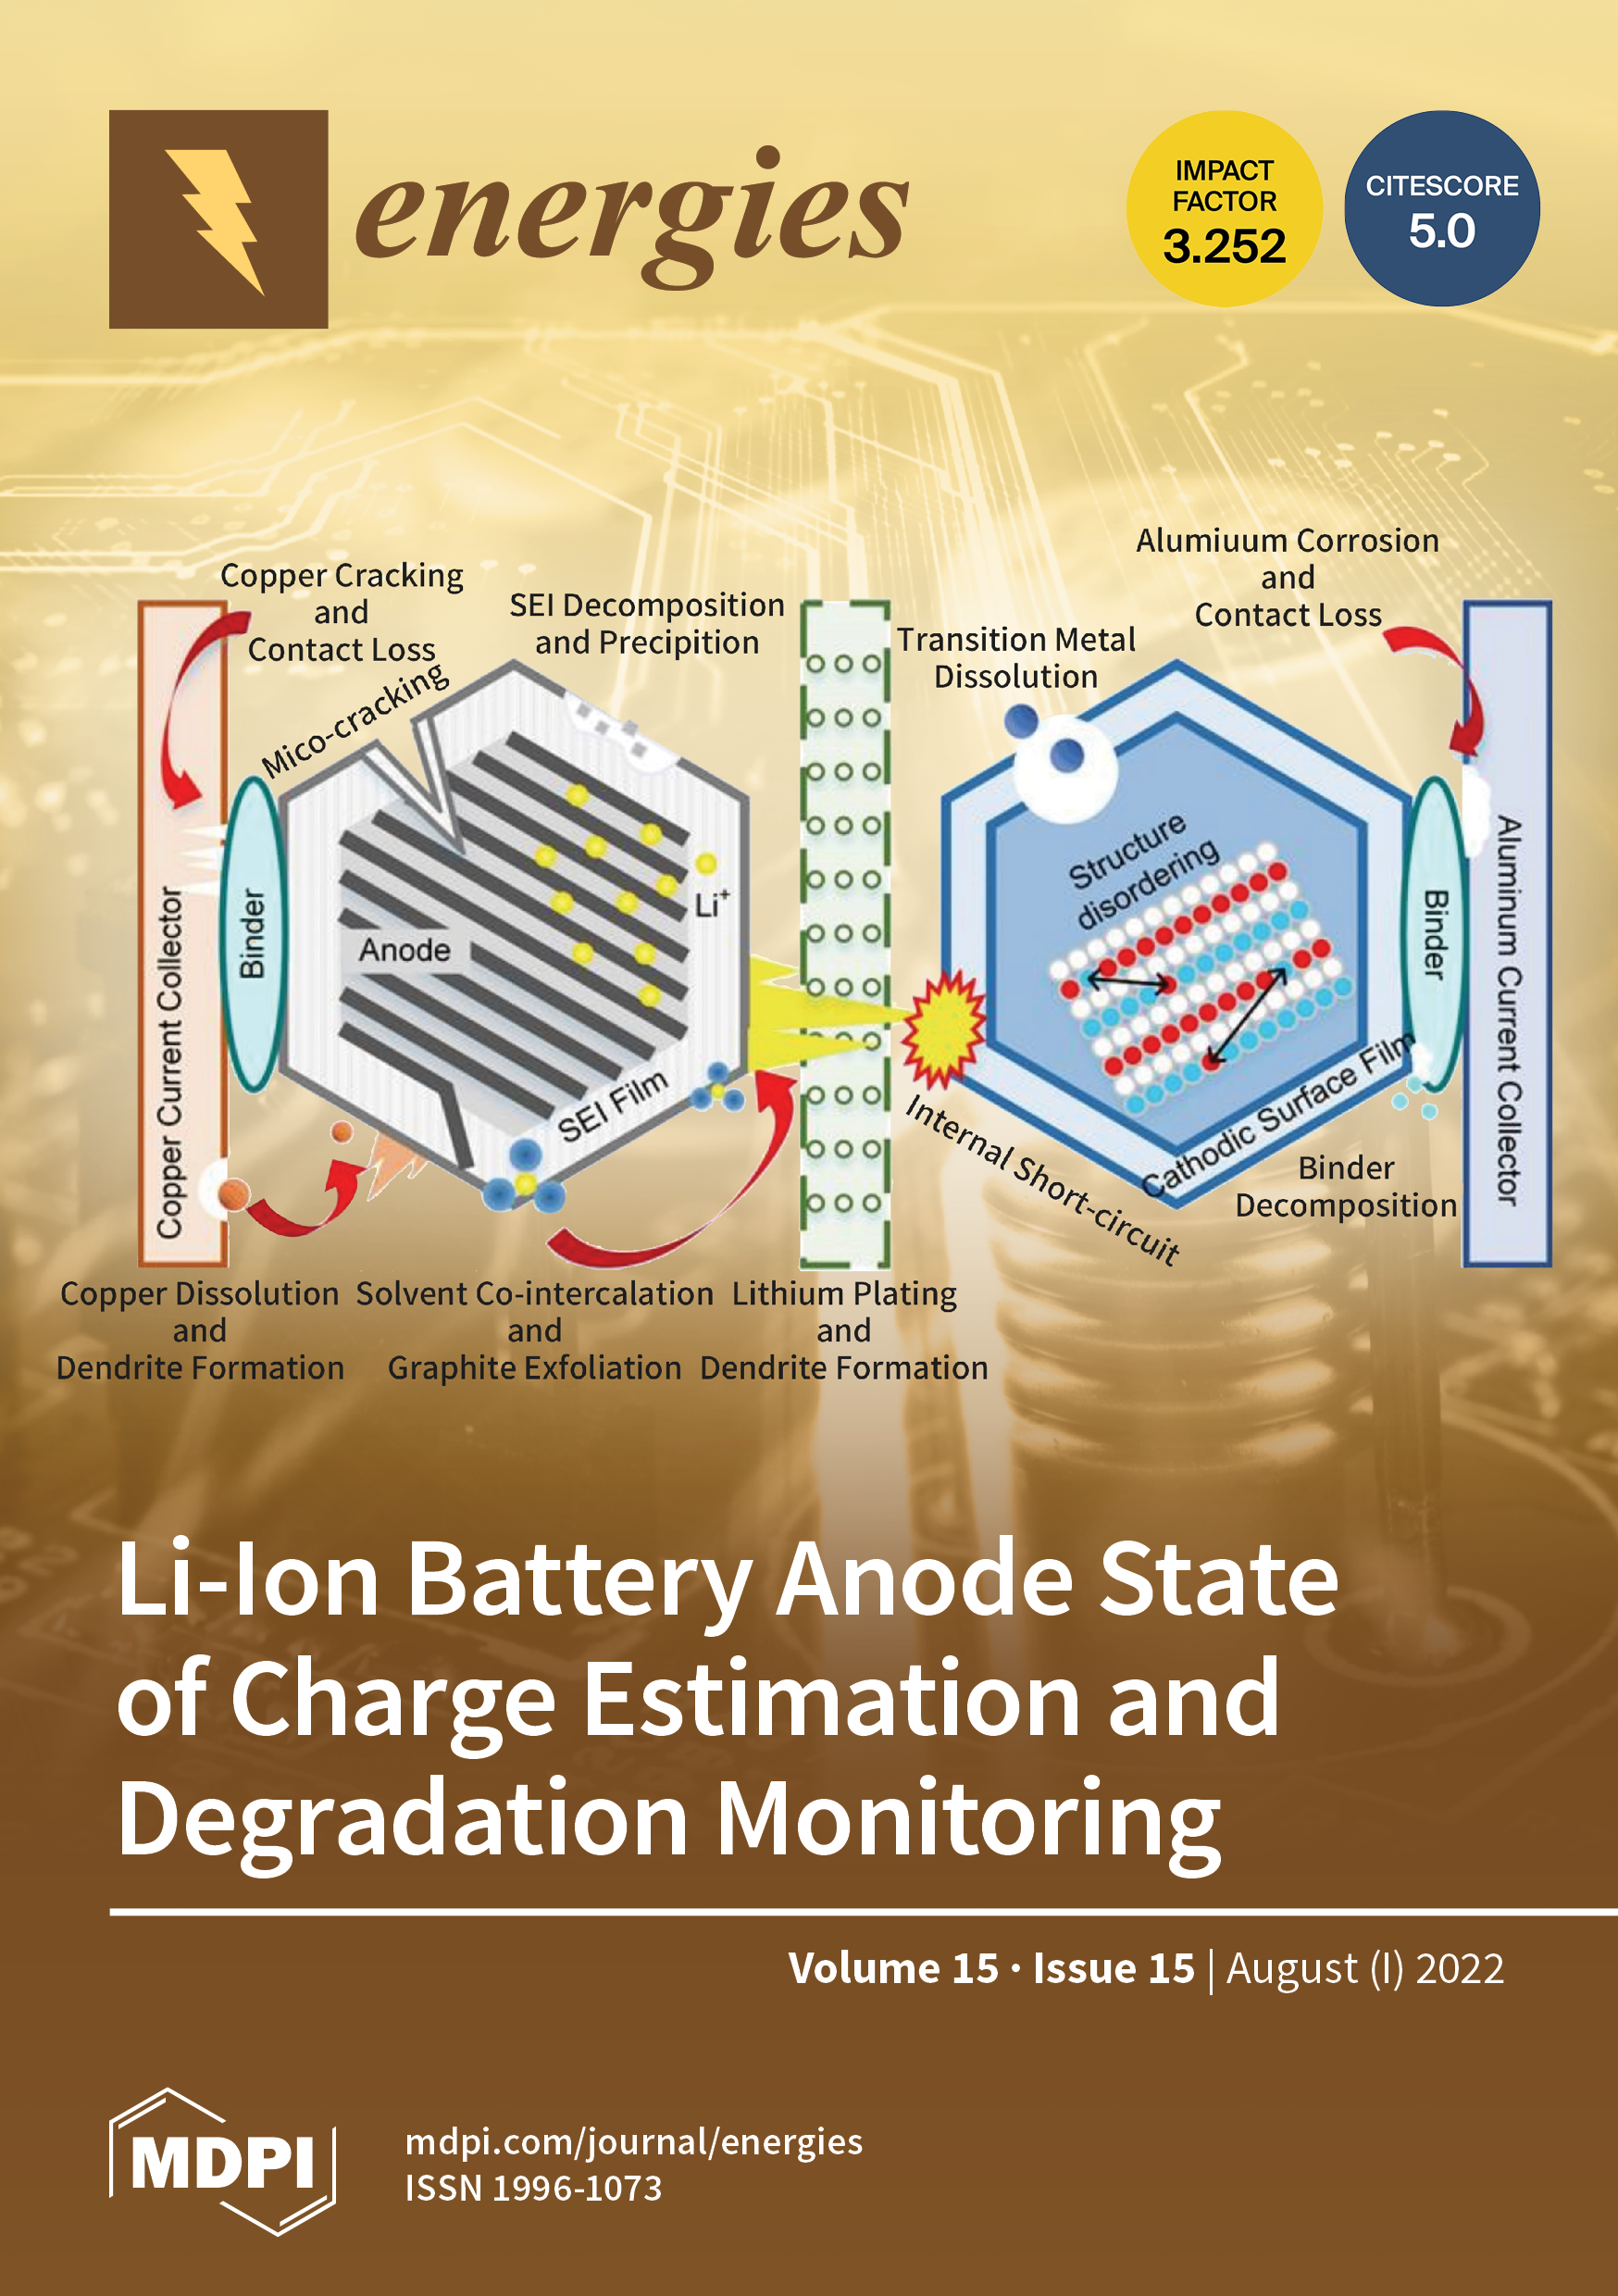 energies
IMPACT
FACTOR
3.252
CITESCORE
5.0
Copper Cracking
and
Contact Loss
Mico-cracking
SEI Decomposition
and Precipition
Transition Metal
Dissolution
Alumiuum Corrosion
and
Contact Loss
Copper Current Collector
Binder
Anode
Li⁺
SEI Film
Structure
disordering
Cathodic Surface Film
Binder
Aluminum Current Collector
Internal Short-circuit
Binder
Decomposition
Copper Dissolution
and
Dendrite Formation
Solvent Co-intercalation
and
Graphite Exfoliation
Lithium Plating
and
Dendrite Formation
Li-Ion Battery Anode State
of Charge Estimation and
Degradation Monitoring
Volume 15 · Issue 15 | August (I) 2022
MDPI
mdpi.com/journal/energies
ISSN 1996-1073